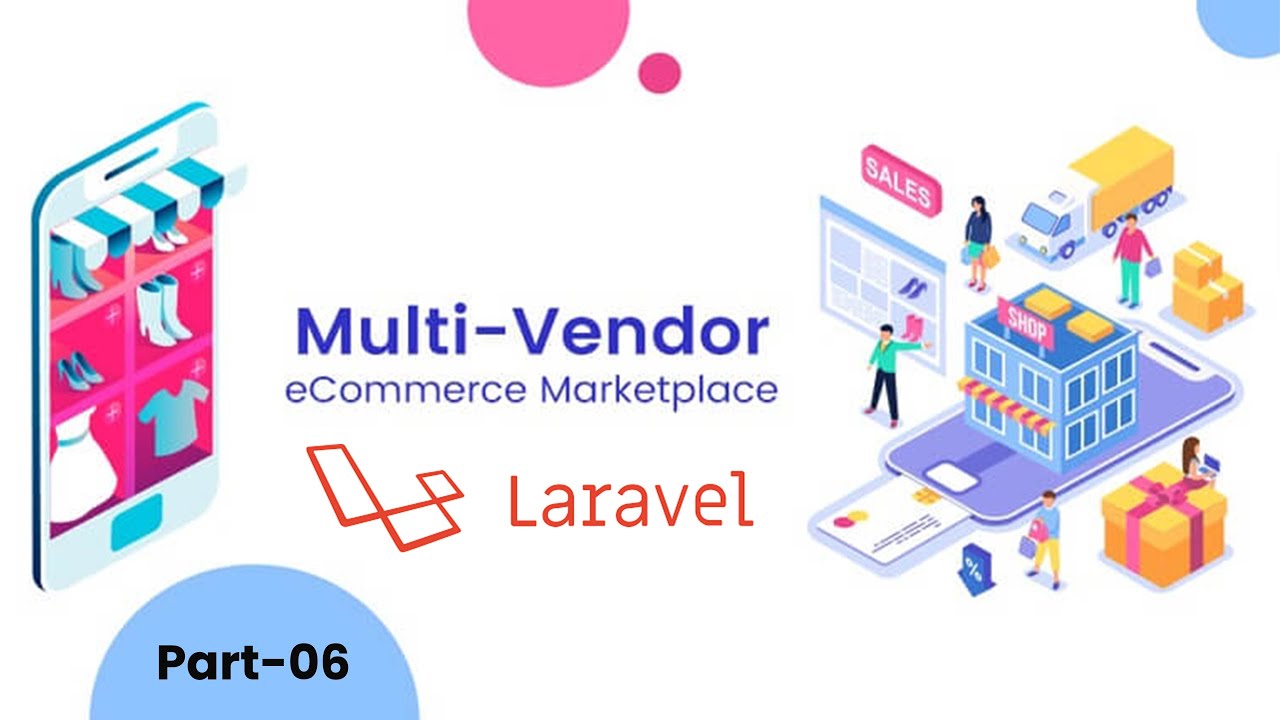 SALES
SHOP
Multi-Vendor
eCommerce Marketplace
Laravel
%
Part-06